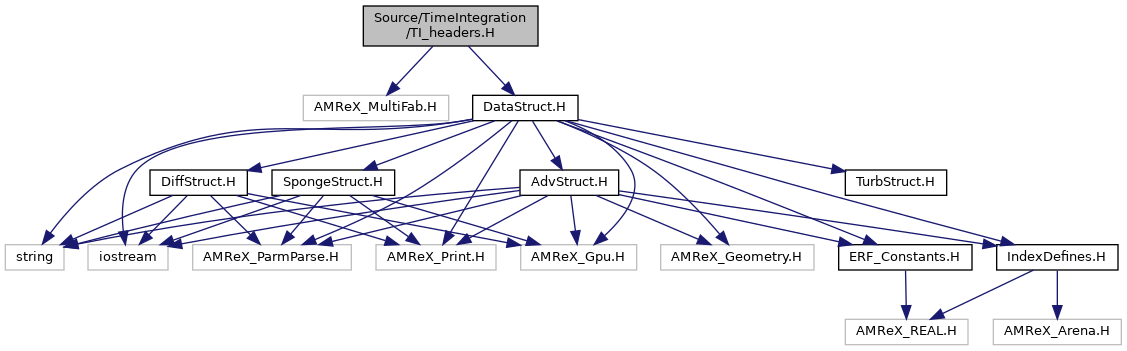 Source/TimeIntegration
/TI_headers.H
AMReX_MultiFab.H
DataStruct.H
DiffStruct.H
SpongeStruct.H
AdvStruct.H
TurbStruct.H
string
iostream
AMReX_ParmParse.H
AMReX_Print.H
AMReX_Gpu.H
AMReX_Geometry.H
ERF_Constants.H
IndexDefines.H
AMReX_REAL.H
AMReX_Arena.H